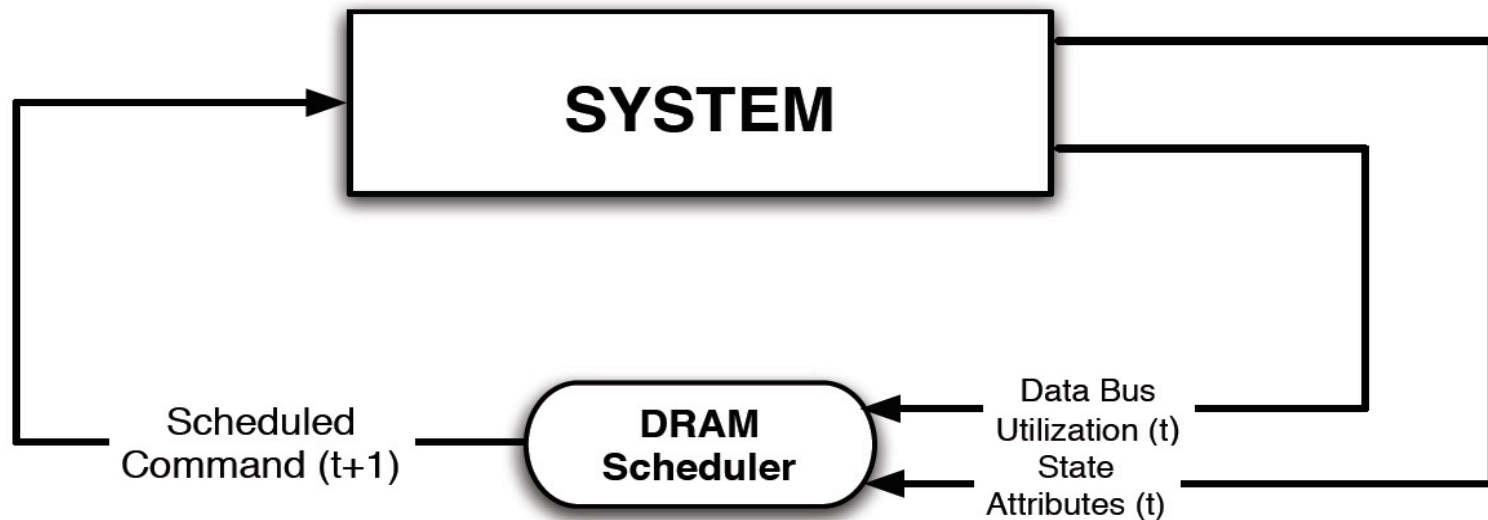 SYSTEM
Scheduled
Command (t+1)
DRAM
Scheduler
Data Bus
Utilization (t)
State
Attributes (t)